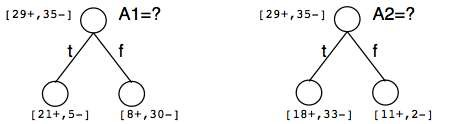 [29+,35-] A1=? [29+,35-] A2=?
t f t f
[21+,5-] [8+,30-] [18+,33-] [11+,2-]